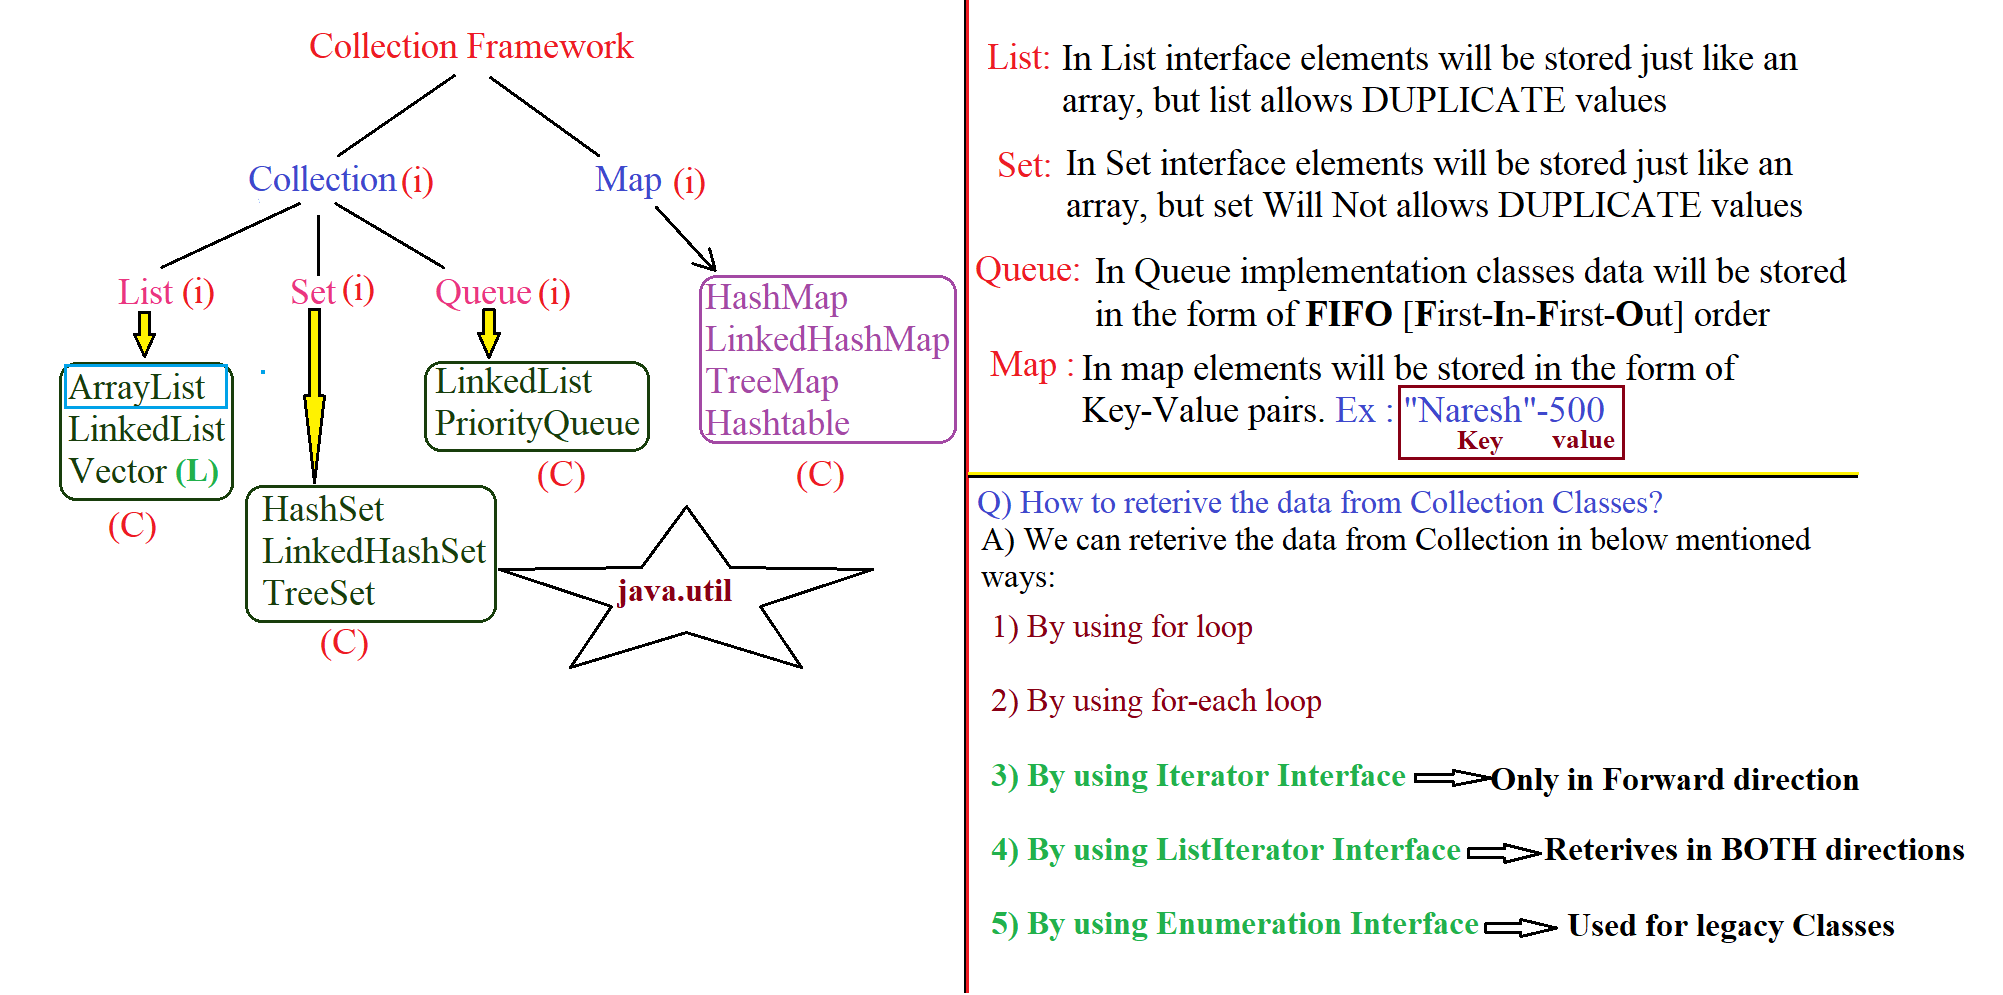 Collection Framework
Collection (i)
Map (i)
List (i)
Set (i)
Queue (i)
ArrayList
LinkedList
Vector (L)
(C)
HashSet
LinkedHashSet
TreeSet
(C)
LinkedList
PriorityQueue
(C)
HashMap
LinkedHashMap
TreeMap
Hashtable
(C)
java.util
List: In List interface elements will be stored just like an
array, but list allows DUPLICATE values
Set: In Set interface elements will be stored just like an
array, but set Will Not allows DUPLICATE values
Queue: In Queue implementation classes data will be stored
in the form of FIFO [First-In-First-Out] order
Map : In map elements will be stored in the form of
Key-Value pairs. Ex : "Naresh"-500
Key value
Q) How to reterive the data from Collection Classes?
A) We can reterive the data from Collection in below mentioned
ways:
1) By using for loop
2) By using for-each loop
3) By using Iterator Interface Only in Forward direction
4) By using ListIterator Interface Reterives in BOTH directions
5) By using Enumeration Interface Used for legacy Classes